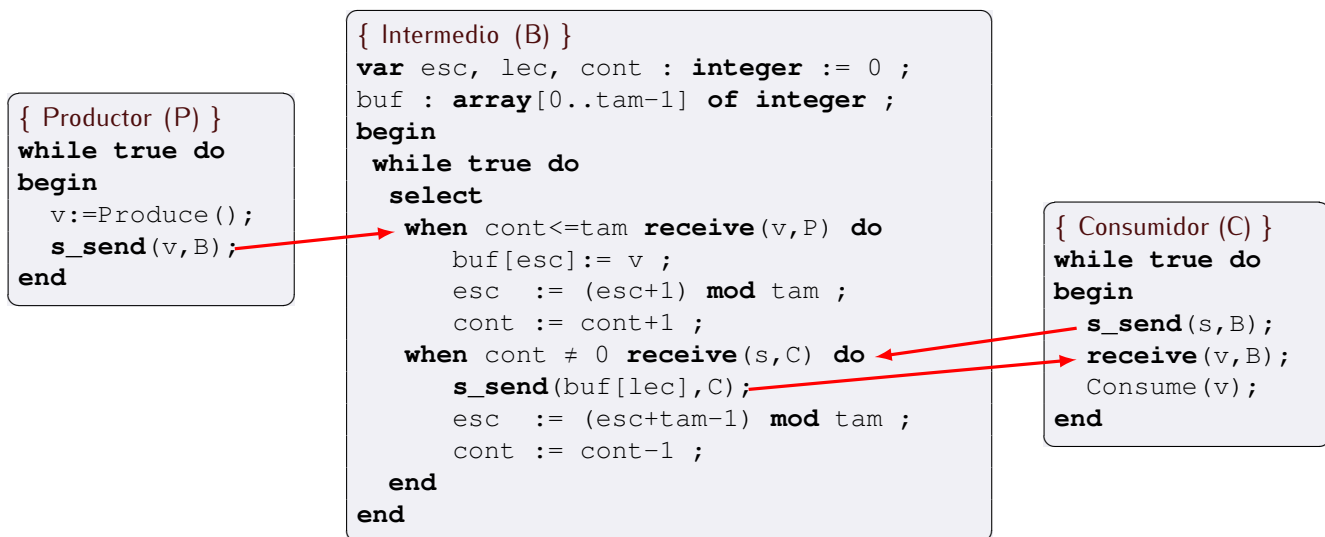 { Productor (P) }
while true do
begin
v:=Produce();
s_send(v,B);
end
{ Intermedio (B) }
var esc, lec, cont : integer := 0 ;
buf : array[0..tam-1] of integer ;
begin
while true do
select
when cont<=tam receive(v,P) do
buf[esc]:= v ;
esc := (esc+1) mod tam ;
cont := cont+1 ;
when cont ≠ 0 receive(s,C) do
s_send(buf[lec],C);
esc := (esc+tam-1) mod tam ;
cont := cont-1 ;
end
end
{ Consumidor (C) }
while true do
begin
s_send(s,B);
receive(v,B);
Consume(v);
end